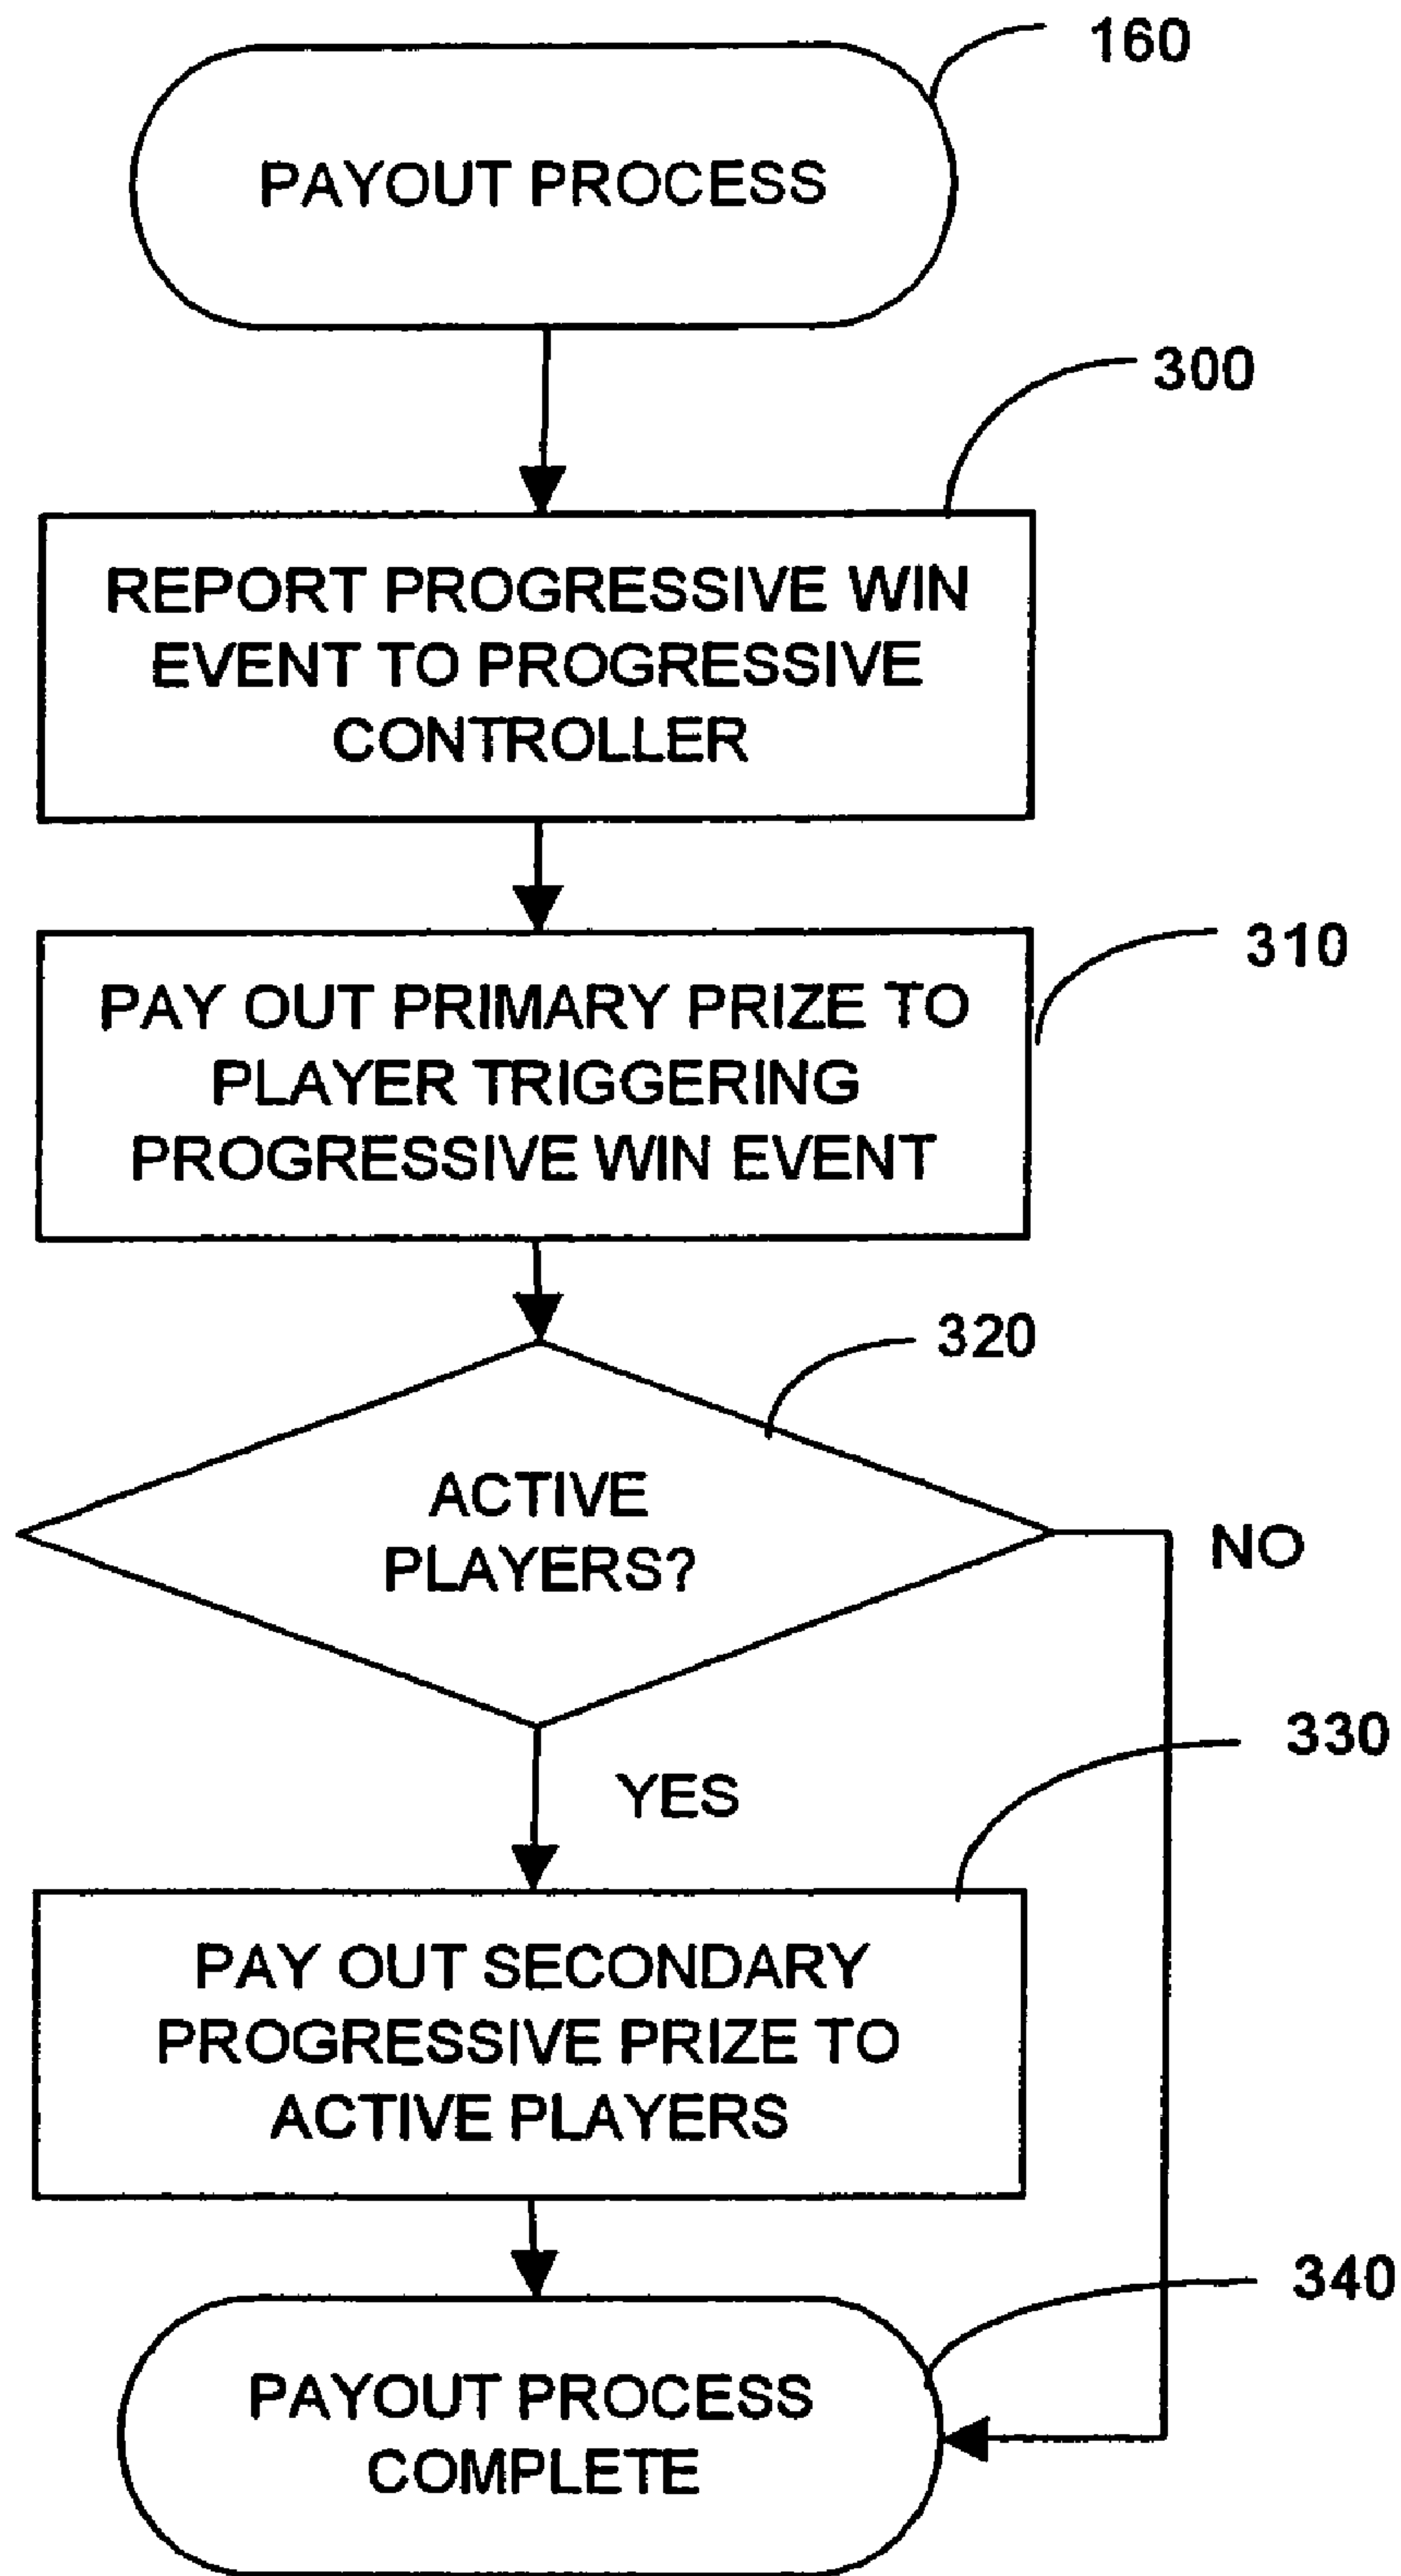 160
PAYOUT PROCESS
300
REPORT PROGRESSIVE WIN
EVENT TO PROGRESSIVE
CONTROLLER
310
PAY OUT PRIMARY PRIZE TO
PLAYER TRIGGERING
PROGRESSIVE WIN EVENT
320
ACTIVE
PLAYERS?
NO
YES
330
PAY OUT SECONDARY
PROGRESSIVE PRIZE TO
ACTIVE PLAYERS
340
PAYOUT PROCESS
COMPLETE